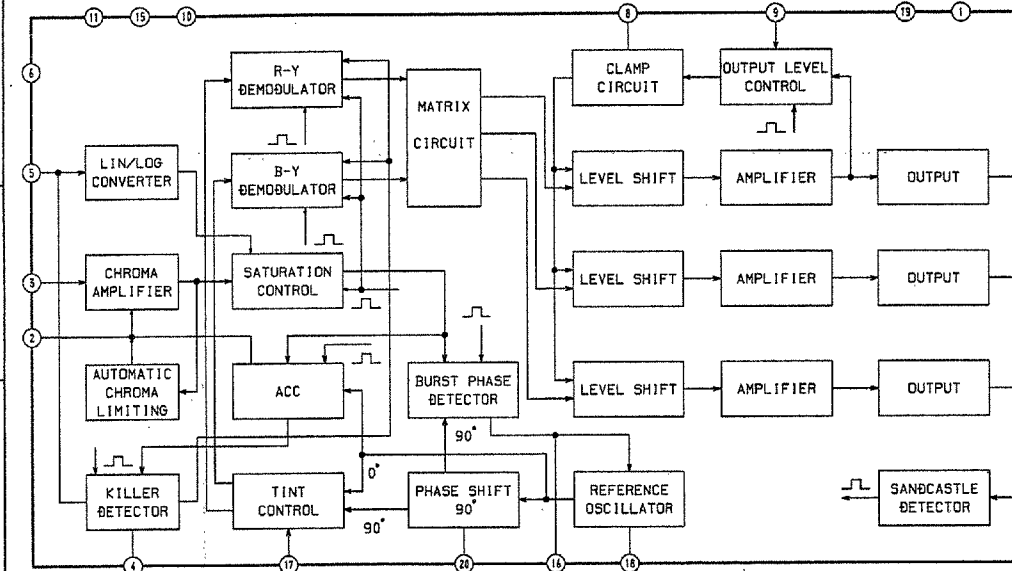 11 15 10 8 9 19 1
6
R-Y
DEMODULATOR
MATRIX
CIRCUIT
CLAMP
CIRCUIT
OUTPUT LEVEL
CONTROL
5
LIN/LOG
CONVERTER
B-Y
DEMODULATOR
LEVEL SHIFT
AMPLIFIER
OUTPUT
3
CHROMA
AMPLIFIER
SATURATION
CONTROL
LEVEL SHIFT
AMPLIFIER
OUTPUT
2
AUTOMATIC
CHROMA
LIMITING
ACC
BURST PHASE
DETECTOR
LEVEL SHIFT
AMPLIFIER
OUTPUT
90°
0°
KILLER
DETECTOR
TINT
CONTROL
90°
PHASE SHIFT
90°
REFERENCE
OSCILLATOR
SANDCASTLE
DETECTOR
4 17 20 16 18